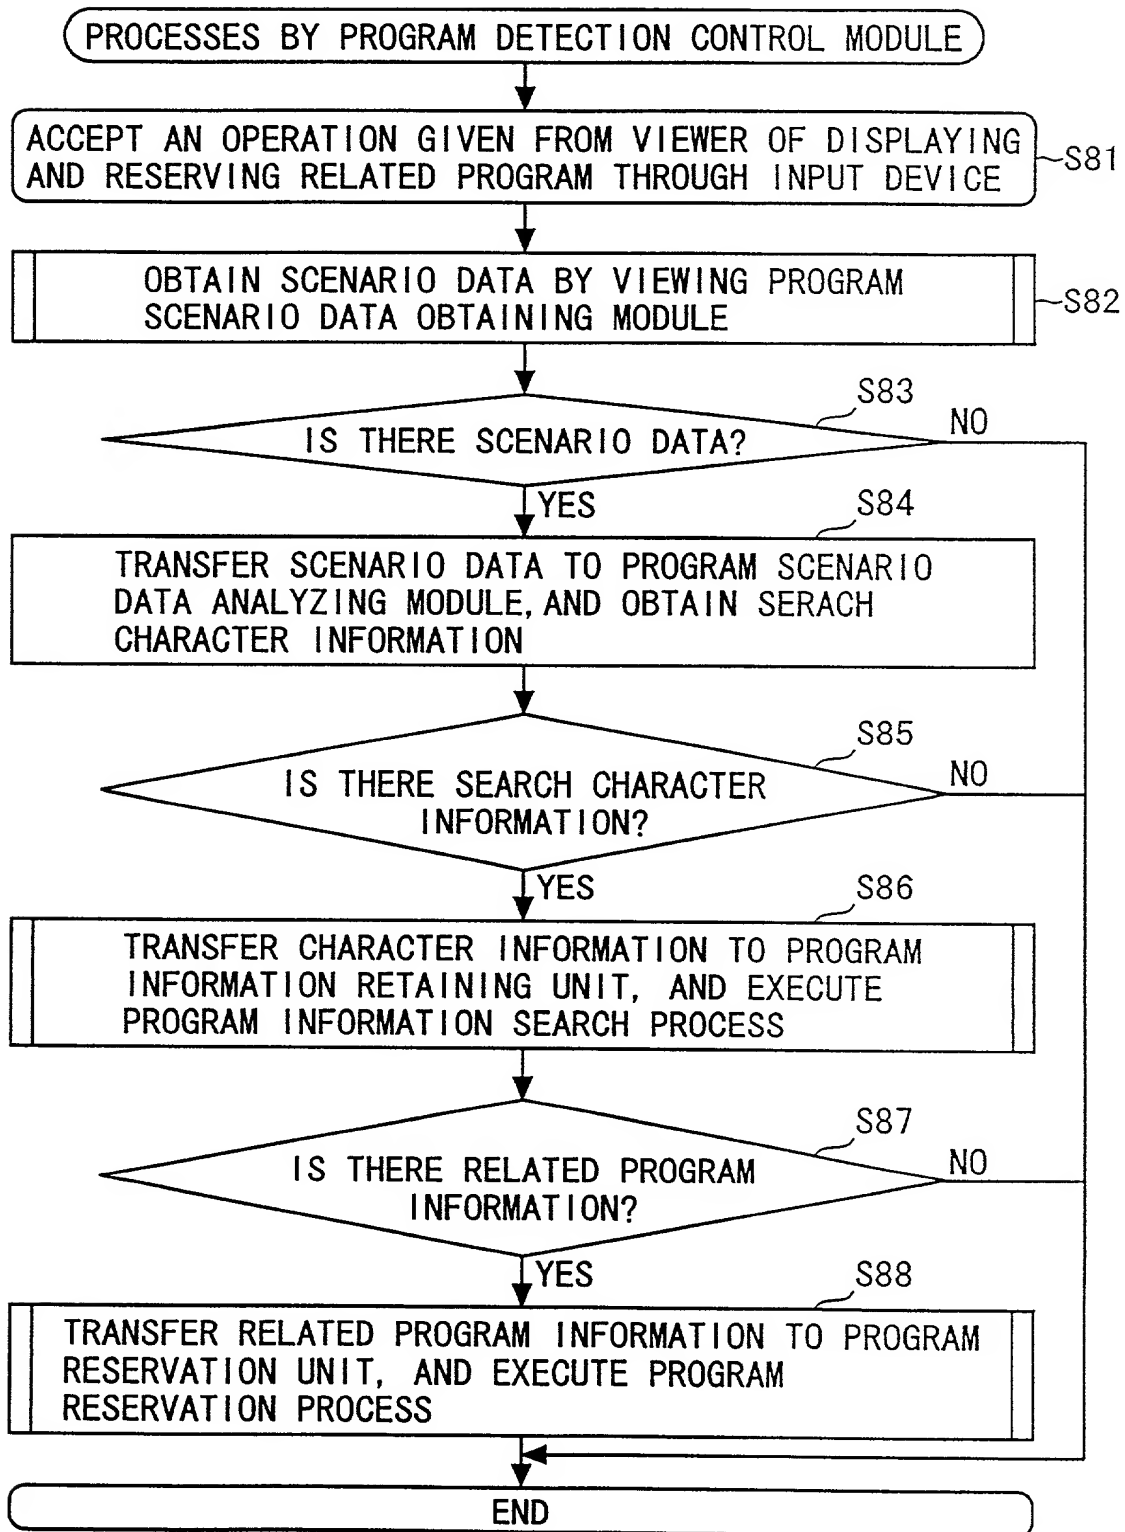 PROCESSES BY PROGRAM DETECTION CONTROL MODULE
ACCEPT AN OPERATION GIVEN FROM VIEWER OF DISPLAYING
AND RESERVING RELATED PROGRAM THROUGH INPUT DEVICE
S81
OBTAIN SCENARIO DATA BY VIEWING PROGRAM
SCENARIO DATA OBTAINING MODULE
S82
S83
IS THERE SCENARIO DATA?
NO
YES
S84
TRANSFER SCENARIO DATA TO PROGRAM SCENARIO
DATA ANALYZING MODULE, AND OBTAIN SERACH
CHARACTER INFORMATION
S85
IS THERE SEARCH CHARACTER
INFORMATION?
NO
YES
S86
TRANSFER CHARACTER INFORMATION TO PROGRAM
INFORMATION RETAINING UNIT, AND EXECUTE
PROGRAM INFORMATION SEARCH PROCESS
S87
IS THERE RELATED PROGRAM
INFORMATION?
NO
YES
S88
TRANSFER RELATED PROGRAM INFORMATION TO PROGRAM
RESERVATION UNIT, AND EXECUTE PROGRAM
RESERVATION PROCESS
END